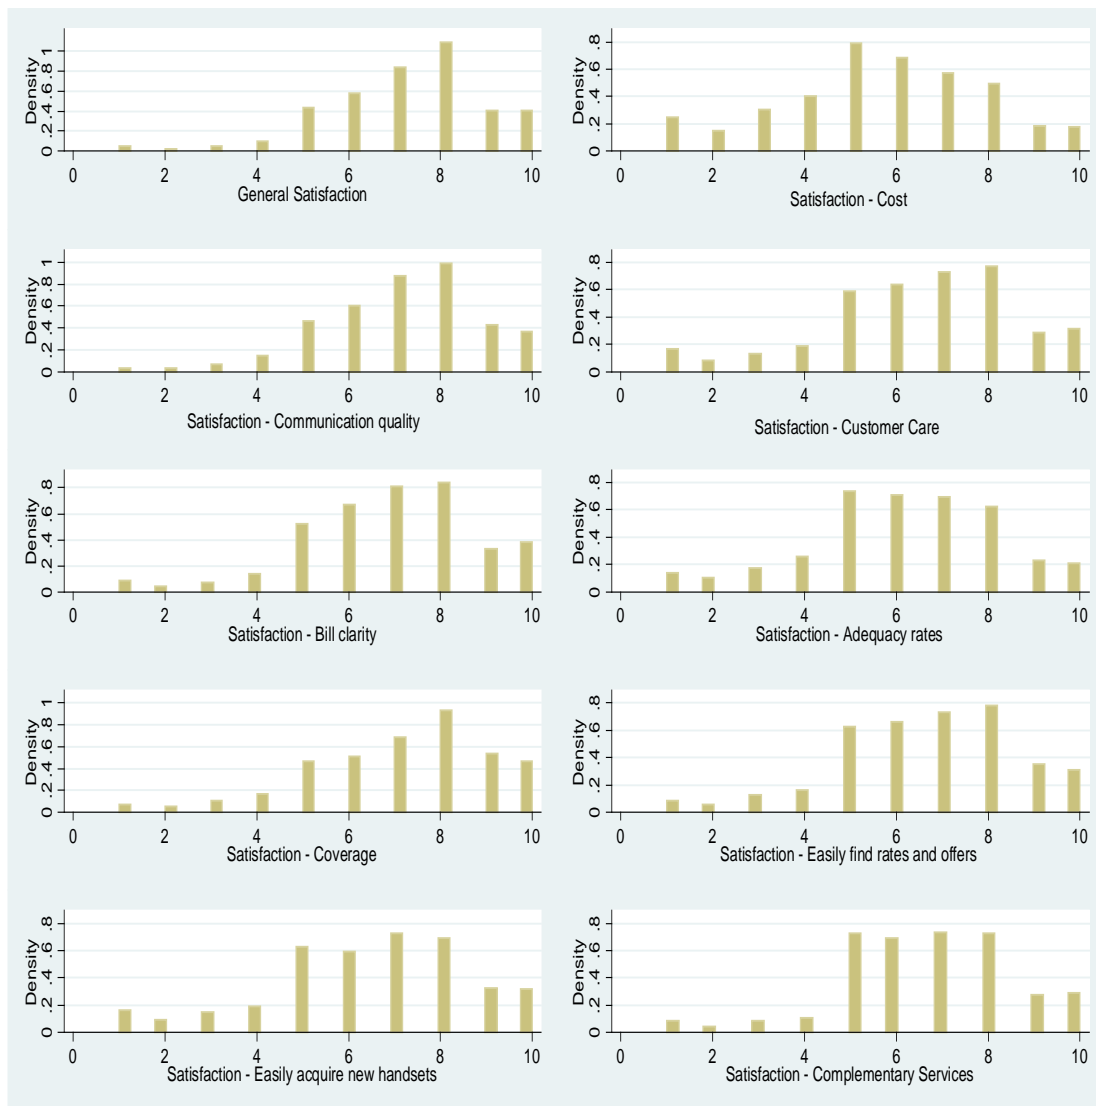 Density
0 .2 .4 .6 .8 1
0 2 4 6 8 10
General Satisfaction
Density
0 .2 .4 .6 .8
0 2 4 6 8 10
Satisfaction - Cost
Density
0 .2 .4 .6 .8 1
0 2 4 6 8 10
Satisfaction - Communication quality
Density
0 .2 .4 .6 .8
0 2 4 6 8 10
Satisfaction - Customer Care
Density
0 .2 .4 .6 .8
0 2 4 6 8 10
Satisfaction - Bill clarity
Density
0 .2 .4 .6 .8
0 2 4 6 8 10
Satisfaction - Adequacy rates
Density
0 .2 .4 .6 .8 1
0 2 4 6 8 10
Satisfaction - Coverage
Density
0 .2 .4 .6 .8
0 2 4 6 8 10
Satisfaction - Easily find rates and offers
Density
0 .2 .4 .6 .8
0 2 4 6 8 10
Satisfaction - Easily acquire new handsets
Density
0 .2 .4 .6 .8
0 2 4 6 8 10
Satisfaction - Complementary Services